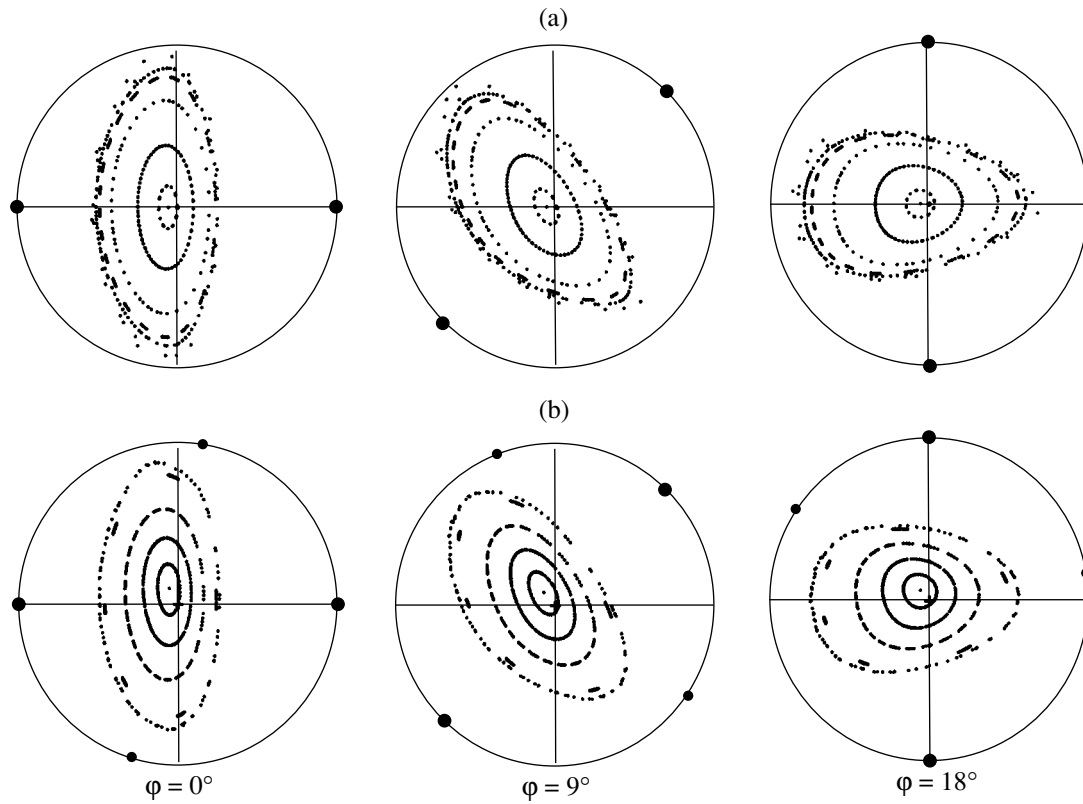 (a)
(b)
φ = 0°
φ = 9°
φ = 18°